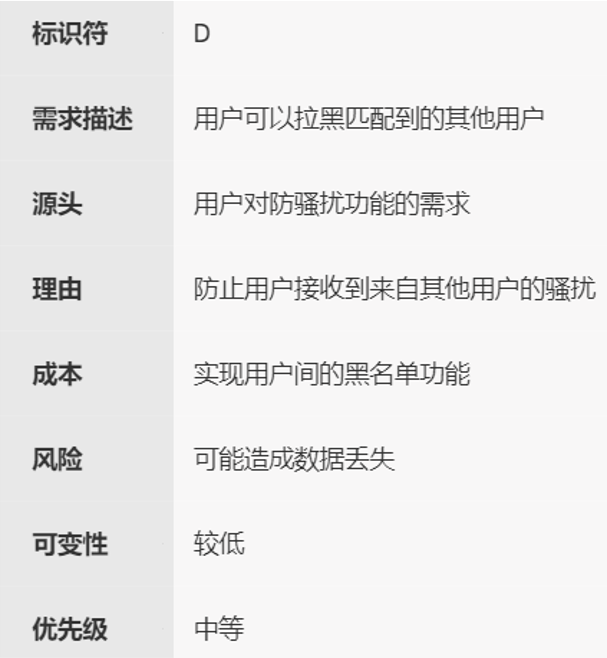 标识符 D
需求描述 用户可以拉黑匹配到的其他用户
源头 用户对防骚扰功能的需求
理由 防止用户接收到来自其他用户的骚扰
成本 实现用户间的黑名单功能
风险 可能造成数据丢失
可变性 较低
优先级 中等